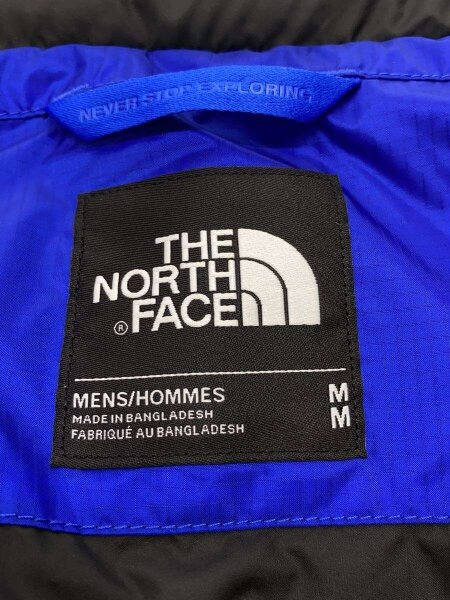 NEVER STOP EXPLORING
THE
NORTH
® FACE
MENS/HOMMES M
M
MADE IN BANGLADESH
FABRIQUÉ AU BANGLADESH